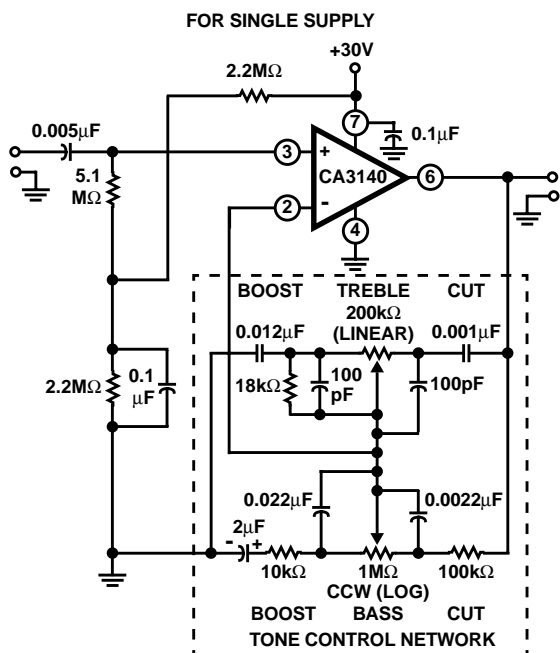 FOR SINGLE SUPPLY
+30V
2.2MΩ
7
0.005μF
0.1μF
3
+
CA3140
6
5.1
MΩ
2
-
4
BOOST
TREBLE
CUT
200kΩ
(LINEAR)
0.012μF
0.001μF
18kΩ
100
pF
100pF
2.2MΩ
0.1
μF
0.022μF
0.0022μF
-
2μF
+
10kΩ
1MΩ
100kΩ
CCW (LOG)
BOOST
BASS
CUT
TONE CONTROL NETWORK